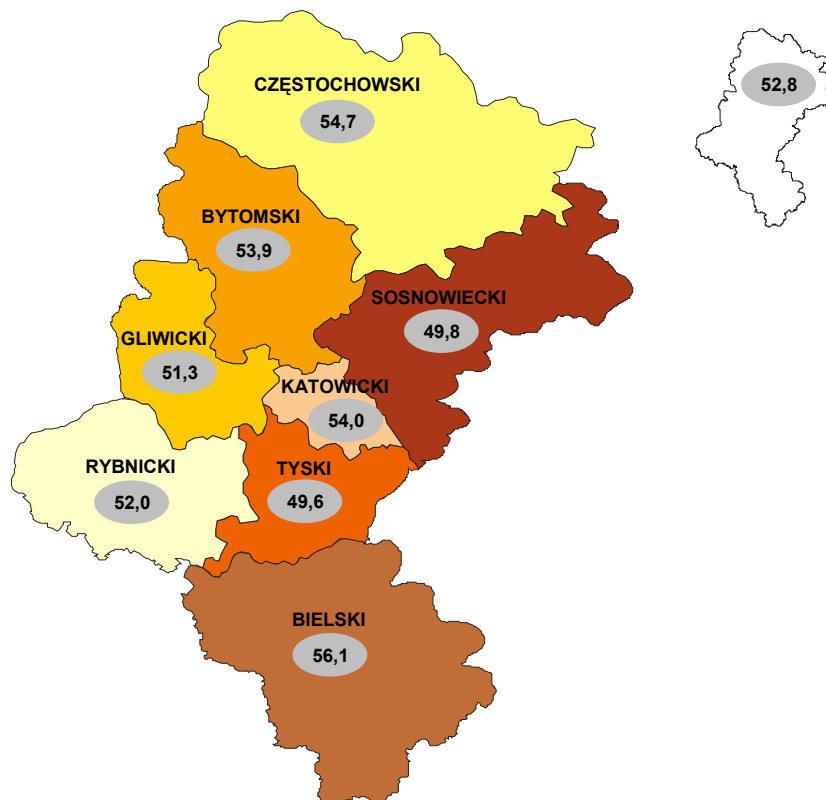 CZĘSTOCHOWSKI
54,7
52,8
BYTOMSKI
53,9
SOSNOWIECKI
49,8
GLIWICKI
51,3
KATOWICKI
54,0
RYBNICKI
52,0
TYSKI
49,6
BIELSKI
56,1